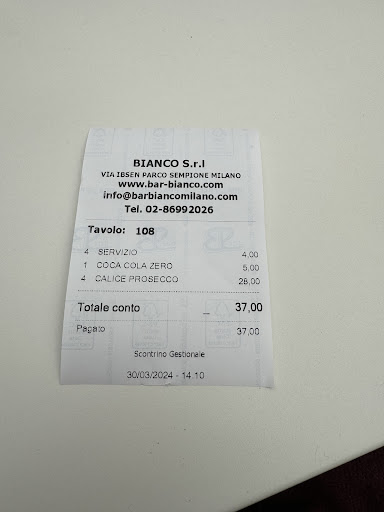 BIANCO S.r.l
VIA IBSEN PARCO SEMPIONE MILANO
www.bar-bianco.com
info@barbiancomilano.com
Tel. 02-86992026
Tavolo: 108
4 SERVIZIO 4,00
1 COCA COLA ZERO 5,00
4 CALICE PROSECCO 28,00
Totale conto _ 37,00
Pagato 37,00
Scontrino Gestionale
30/03/2024 - 14:10